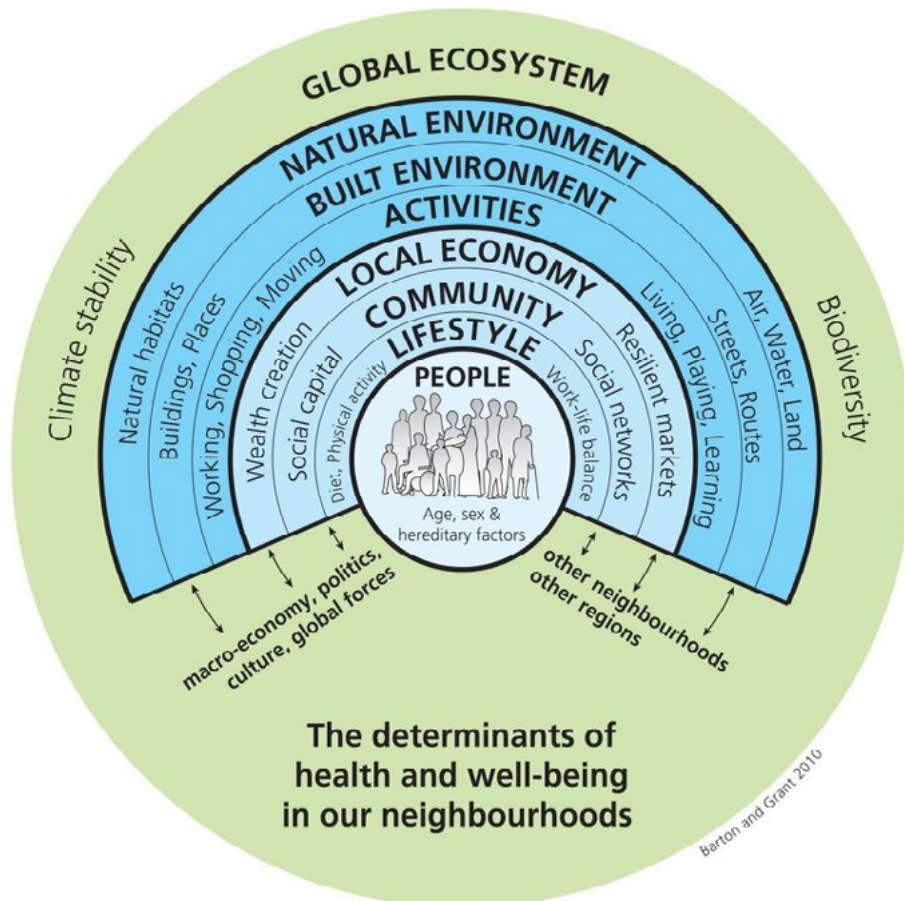 GLOBAL ECOSYSTEM
NATURAL ENVIRONMENT
BUILT ENVIRONMENT
ACTIVITIES
LOCAL ECONOMY
COMMUNITY
LIFESTYLE
PEOPLE
Age, sex &
hereditary factors
Climate stability
Natural habitats
Buildings, Places
Working, Shopping, Moving
Wealth creation
Social capital
Diet, Physical activity
Work-life balance
Social networks
Resilient markets
Living, Playing, Learning
Streets, Routes
Air, Water, Land
Biodiversity
macro-economy, politics,
culture, global forces
other neighbourhoods
other regions
The determinants of
health and well-being
in our neighbourhoods
Barton and Grant 2010